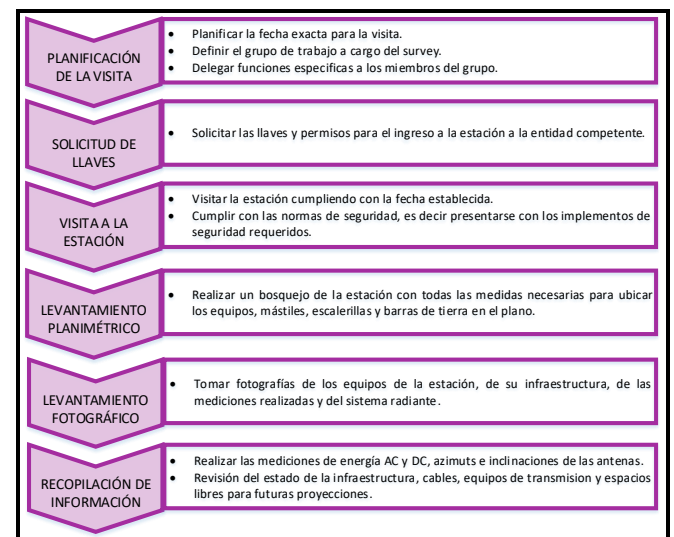 PLANIFICACIÓN
DE LA VISITA
• Planificar la fecha exacta para la visita.
• Definir el grupo de trabajo a cargo del survey.
• Delegar funciones especificas a los miembros del grupo.
SOLICITUD DE
LLAVES
• Solicitar las llaves y permisos para el ingreso a la estación a la entidad competente.
VISITA A LA
ESTACIÓN
• Visitar la estación cumpliendo con la fecha establecida.
• Cumplir con las normas de seguridad, es decir presentarse con los implementos de
seguridad requeridos.
LEVANTAMIENTO
PLANIMÉTRICO
• Realizar un bosquejo de la estación con todas las medidas necesarias para ubicar
los equipos, mástiles, escalerillas y barras de tierra en el plano.
LEVANTAMIENTO
FOTOGRÁFICO
• Tomar fotografías de los equipos de la estación, de su infraestructura, de las
mediciones realizadas y del sistema radiante.
RECOPILACIÓN DE
INFORMACIÓN
• Realizar las mediciones de energía AC y DC, azimuts e inclinaciones de las antenas.
• Revisión del estado de la infraestructura, cables, equipos de transmision y espacios
libres para futuras proyecciones.